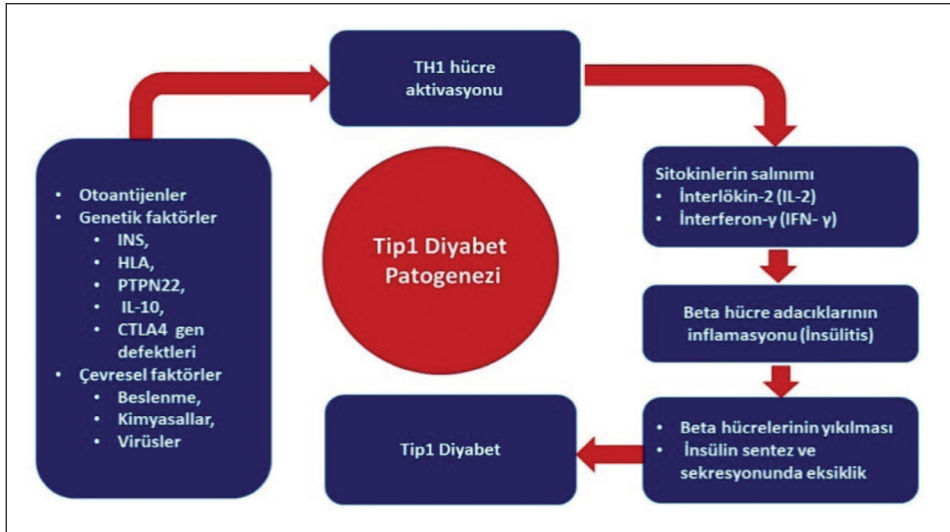 TH1 hücre
aktivasyonu
• Otoantijenler
• Genetik faktörler
• INS,
• HLA,
• PTPN22,
• IL-10,
• CTLA4 gen
defektleri
• Çevresel faktörler
• Beslenme,
• Kimyasallar,
• Virüsler
Tip1 Diyabet
Patogenezi
Sitokinlerin salınımı
• İnterlökin-2 (IL-2)
• İnterferon-γ (IFN- γ)
Beta hücre adacıklarının
inflamasyonu (İnsülitis)
• Beta hücrelerinin yıkılması
• İnsülin sentez ve
sekresyonunda eksiklik
Tip1 Diyabet